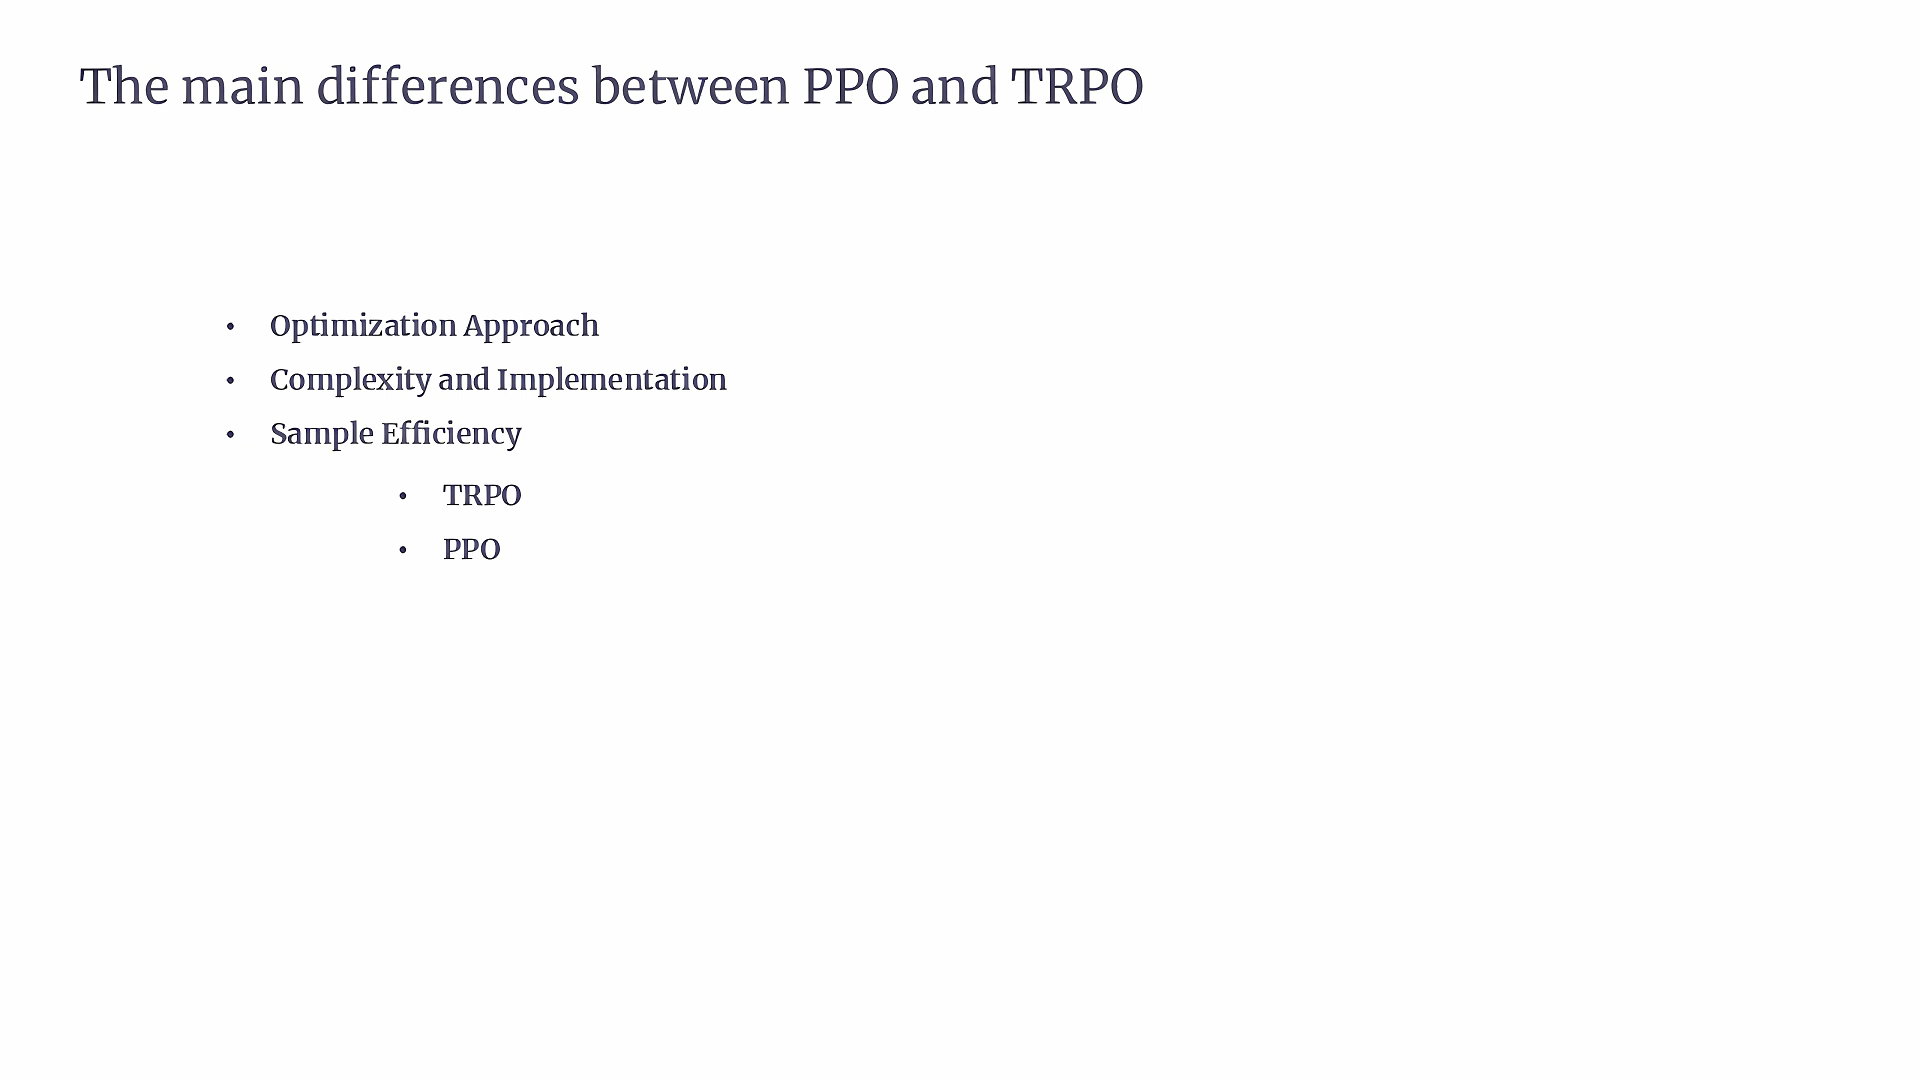 The main differences between PPO and TRPO
• Optimization Approach
• Complexity and Implementation
• Sample Efficiency
• TRPO
• PPO